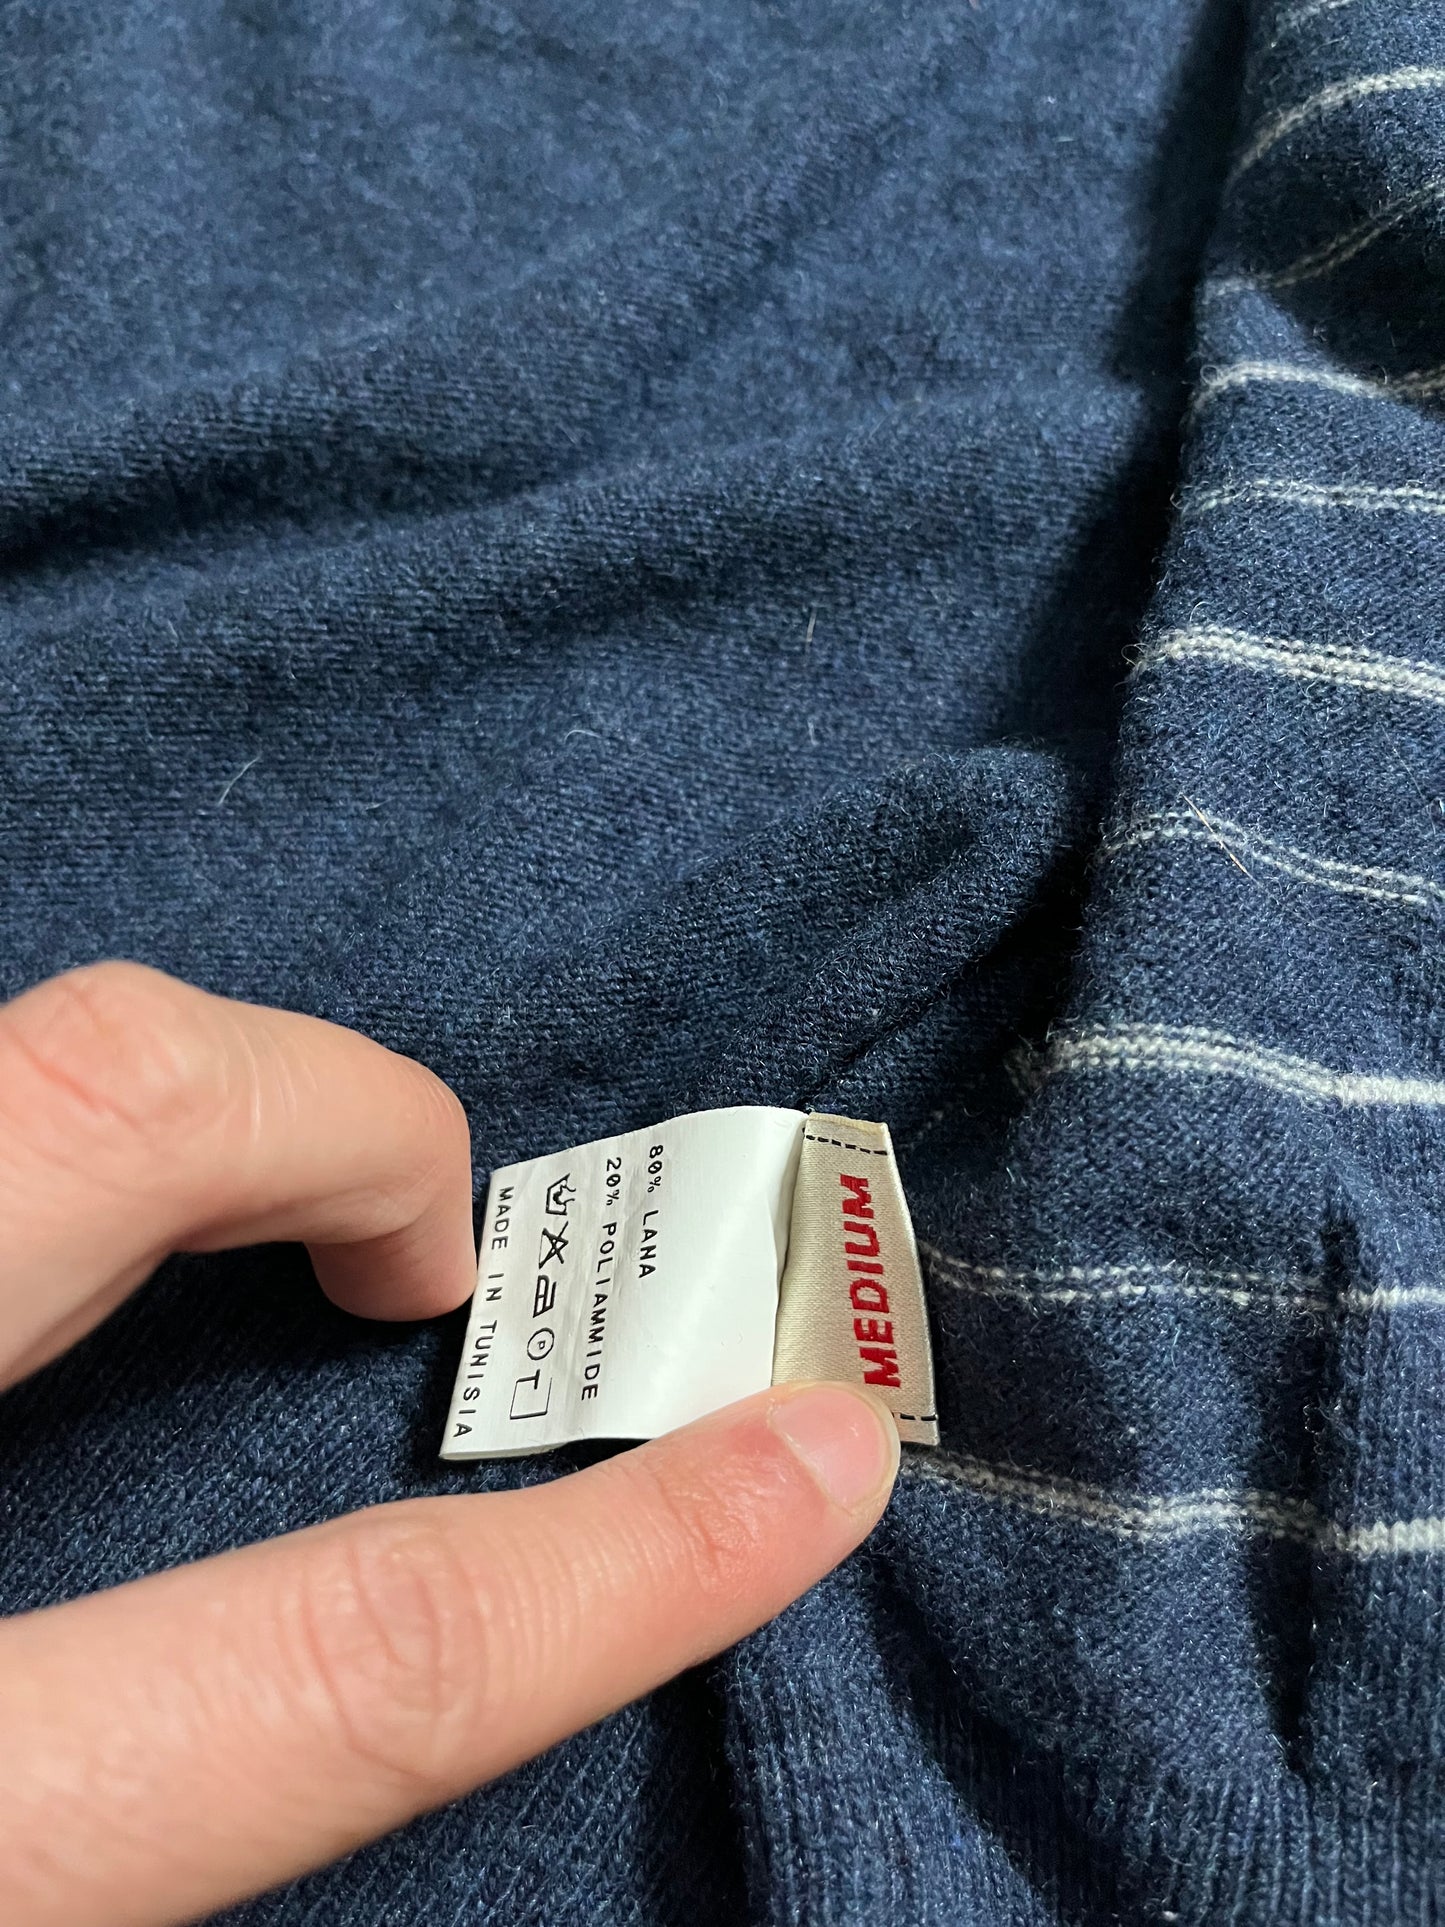 MEDIUM
80% LANA
20% POLIAMMIDE
P T
MADE IN TUNISIA